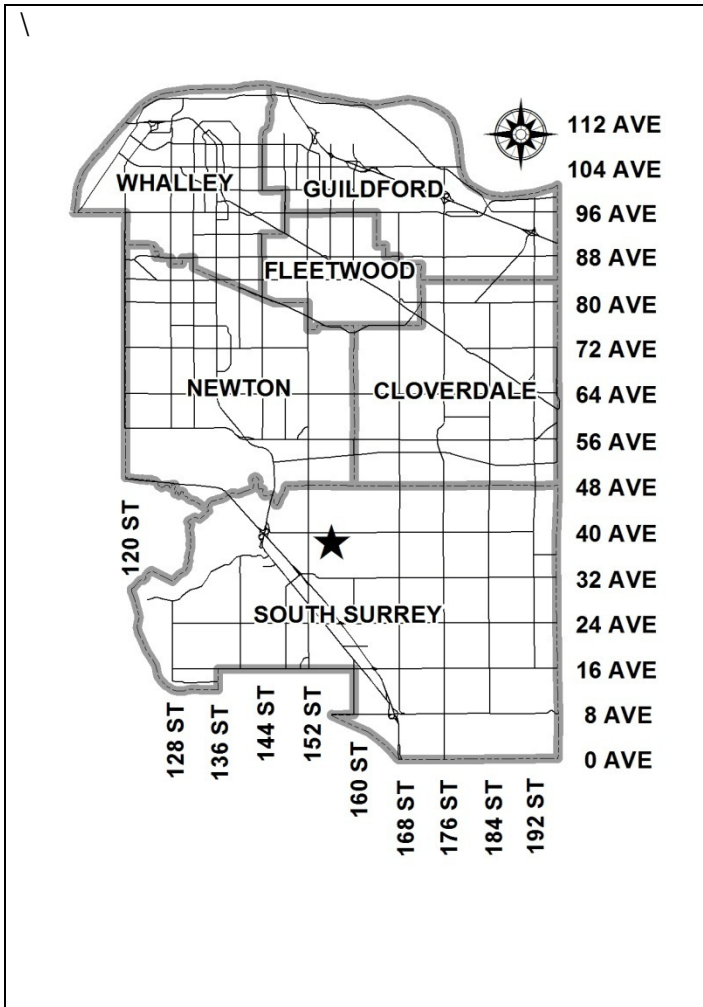 \
112 AVE
104 AVE
WHALLEY
GUILDFORD
96 AVE
88 AVE
FLEETWOOD
80 AVE
72 AVE
NEWTON
CLOVERDALE
64 AVE
56 AVE
48 AVE
120 ST
40 AVE
32 AVE
SOUTH SURREY
24 AVE
16 AVE
8 AVE
0 AVE
128 ST
136 ST
144 ST
152 ST
160 ST
168 ST
176 ST
184 ST
192 ST